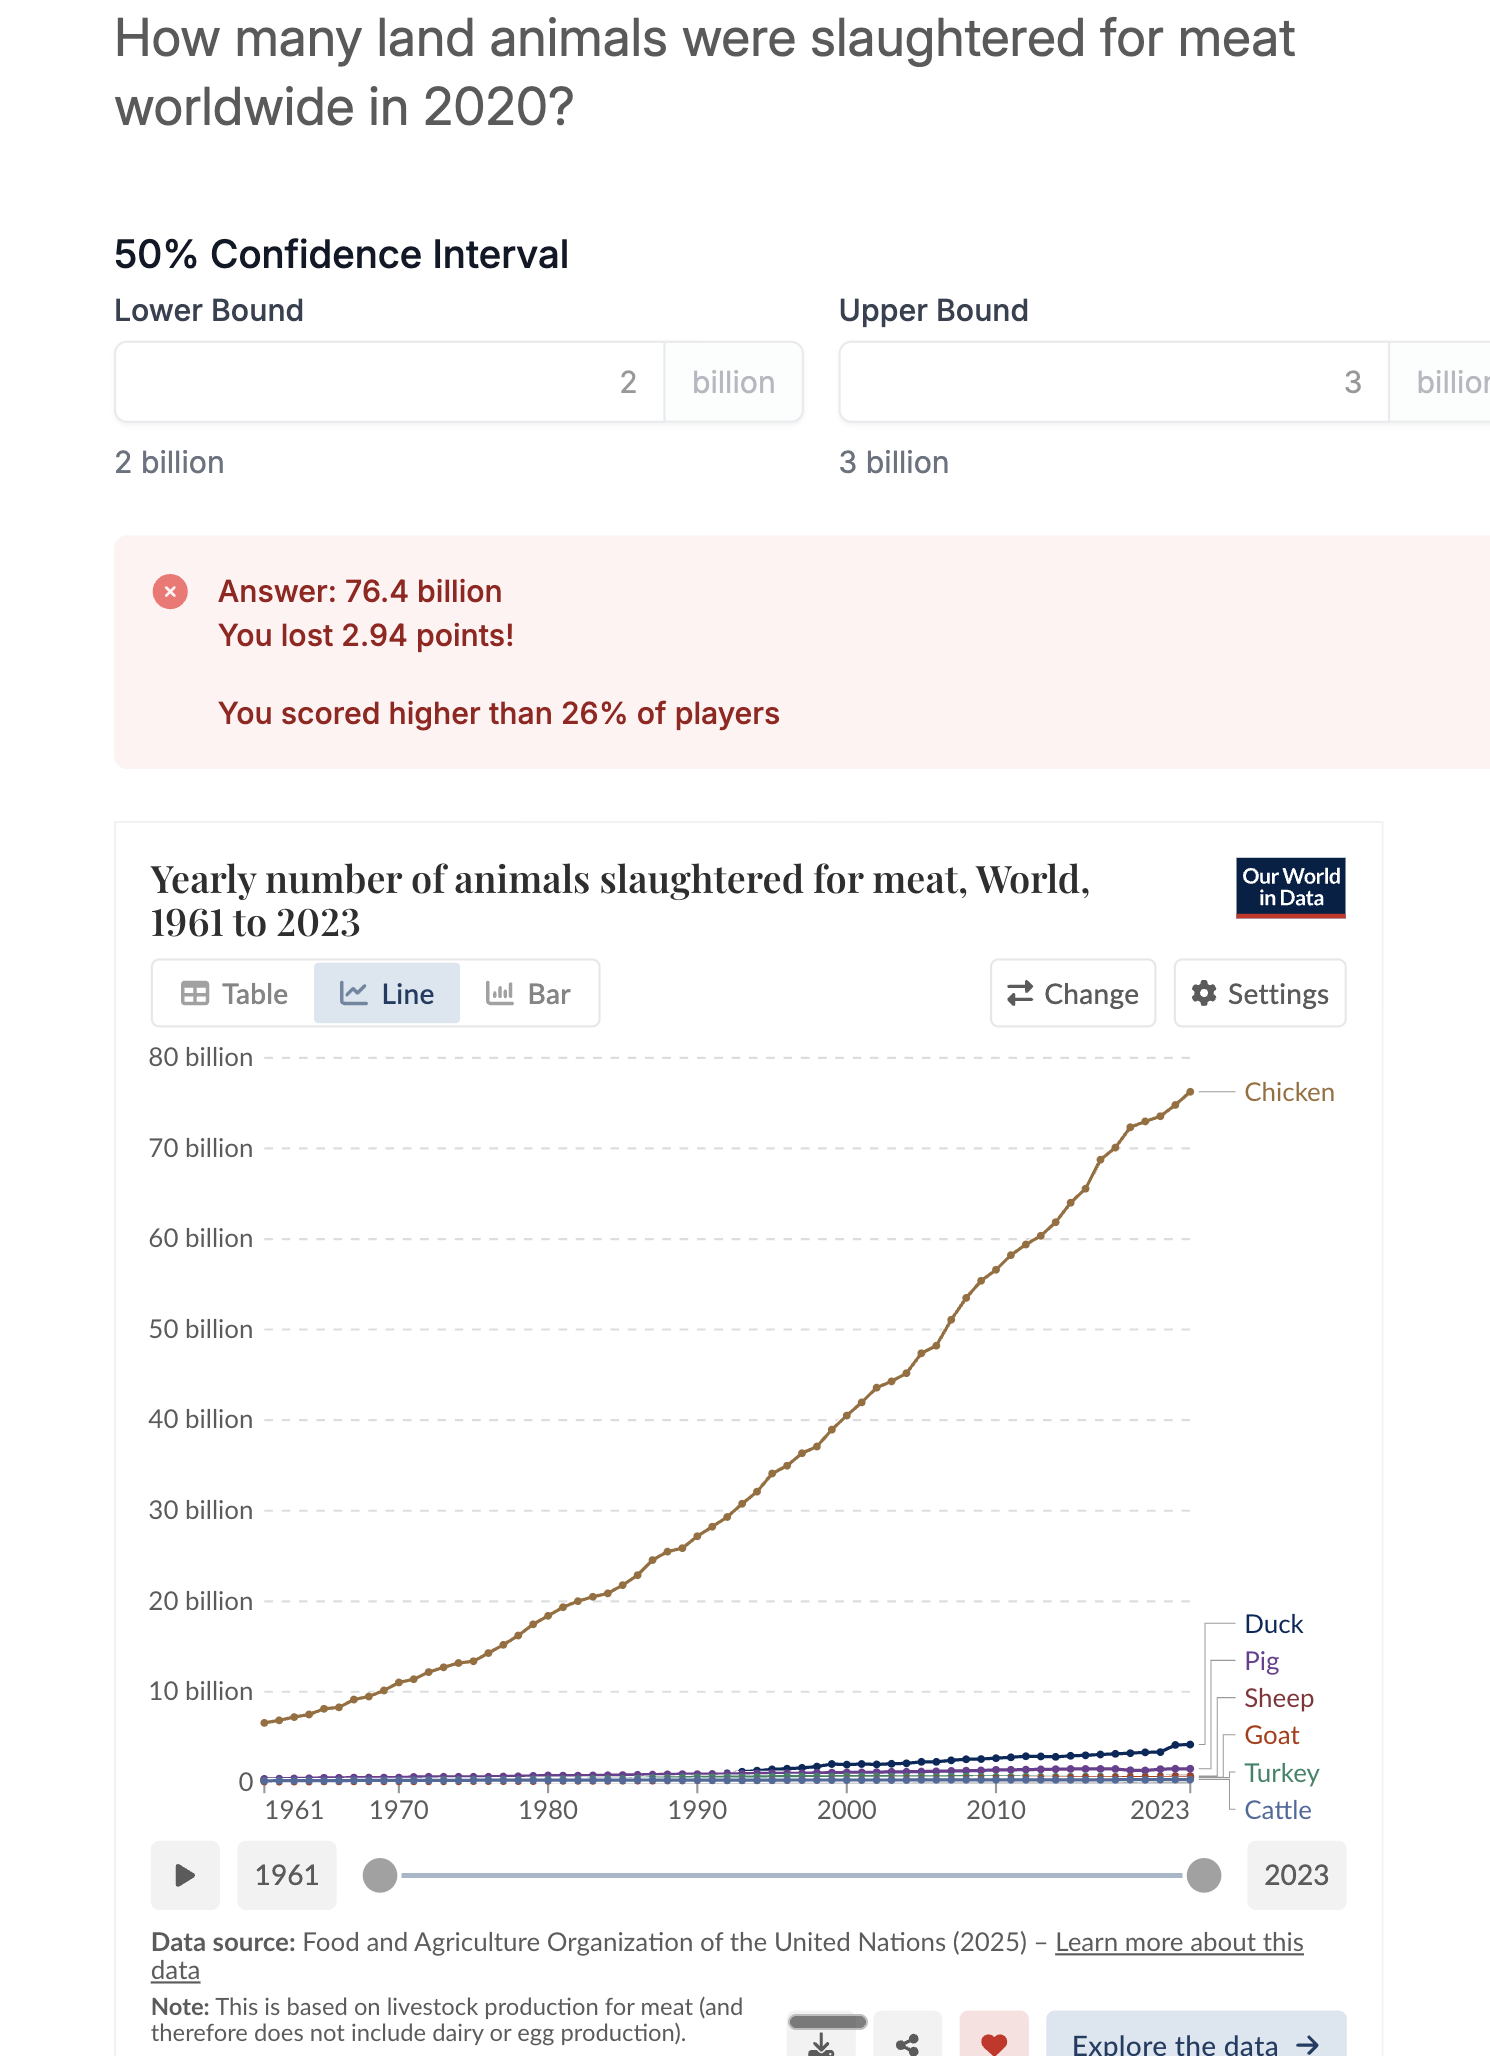 How many land animals were slaughtered for meat
worldwide in 2020?
50% Confidence Interval
Lower Bound
Upper Bound
2
billion
3
billion
2 billion
3 billion
Answer: 76.4 billion
You lost 2.94 points!
You scored higher than 26% of players
Yearly number of animals slaughtered for meat, World,
1961 to 2023
Our World
in Data
Table
Line
Bar
Change
Settings
80 billion
Chicken
70 billion
60 billion
50 billion
40 billion
30 billion
20 billion
Duck
Pig
10 billion
Sheep
Goat
Turkey
0
Cattle
1961
1970
1980
1990
2000
2010
2023
1961
2023
Data source: Food and Agriculture Organization of the United Nations (2025) – Learn more about this
data
Note: This is based on livestock production for meat (and
therefore does not include dairy or egg production).
Explore the data